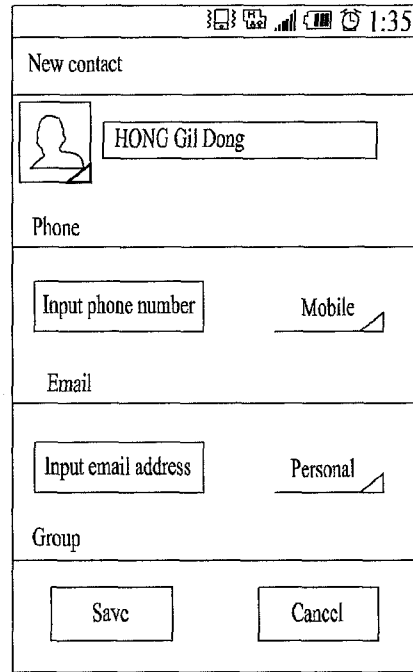 1:35
New contact
HONG Gil Dong
Phone
Input phone number Mobile
Email
Input email address Personal
Group
Save Cancel